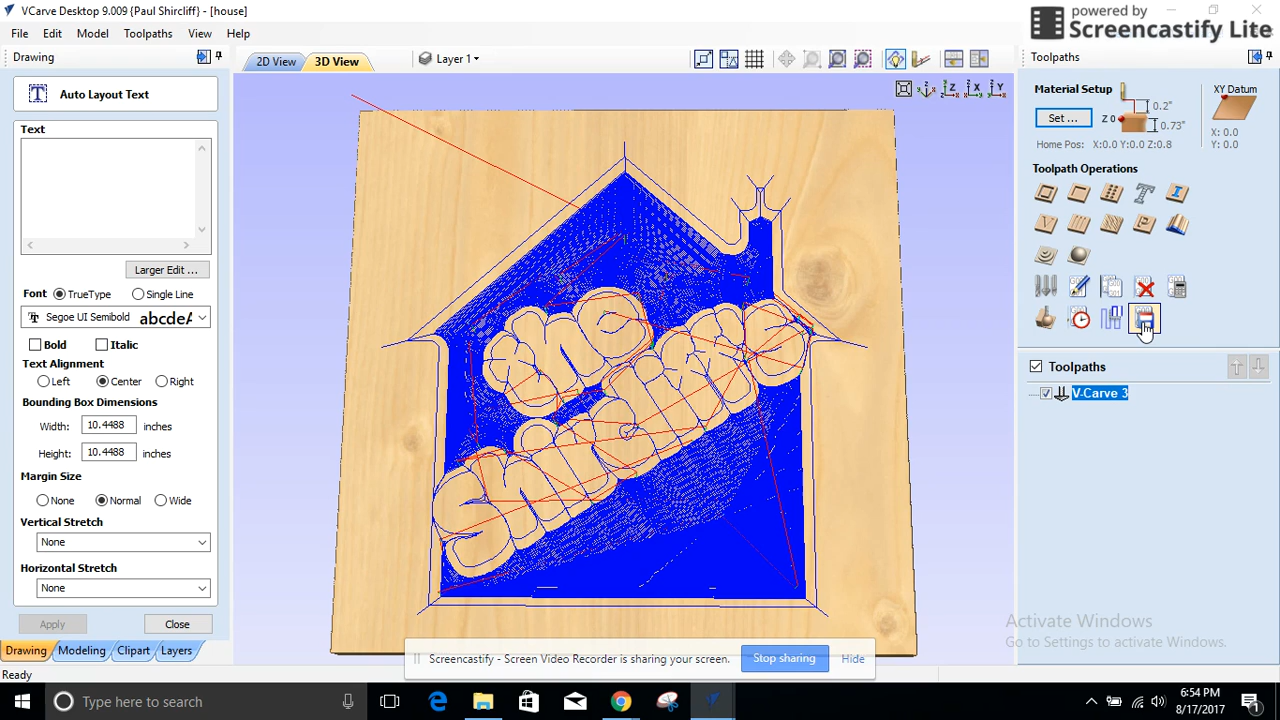 VCarve Desktop 9.009 {Paul Shircliff} - [house]
powered by
Screencastify Lite
File Edit Model Toolpaths View Help
Drawing
2D View
3D View
Layer 1
Toolpaths
Auto Layout Text
Text
Larger Edit ...
Font TrueType Single Line
Segoe UI Semibold abcdeA
Bold Italic
Text Alignment
Left Center Right
Bounding Box Dimensions
Width: 10.4488 inches
Height: 10.4488 inches
Margin Size
None Normal Wide
Vertical Stretch
None
Horizontal Stretch
None
Apply Close
Drawing Modeling Clipart Layers
Ready
Z X Y
the
Shircliff's
Material Setup
Set ...
Z 0
0.2"
0.73"
Home Pos: X:0.0 Y:0.0 Z:0.8
XY Datum
X: 0.0
Y: 0.0
Toolpath Operations
Toolpaths
V-Carve 3
Activate Windows
Go to Settings to activate Windows.
Screencastify - Screen Video Recorder is sharing your screen. Stop sharing Hide
Type here to search
6:54 PM
8/17/2017
1